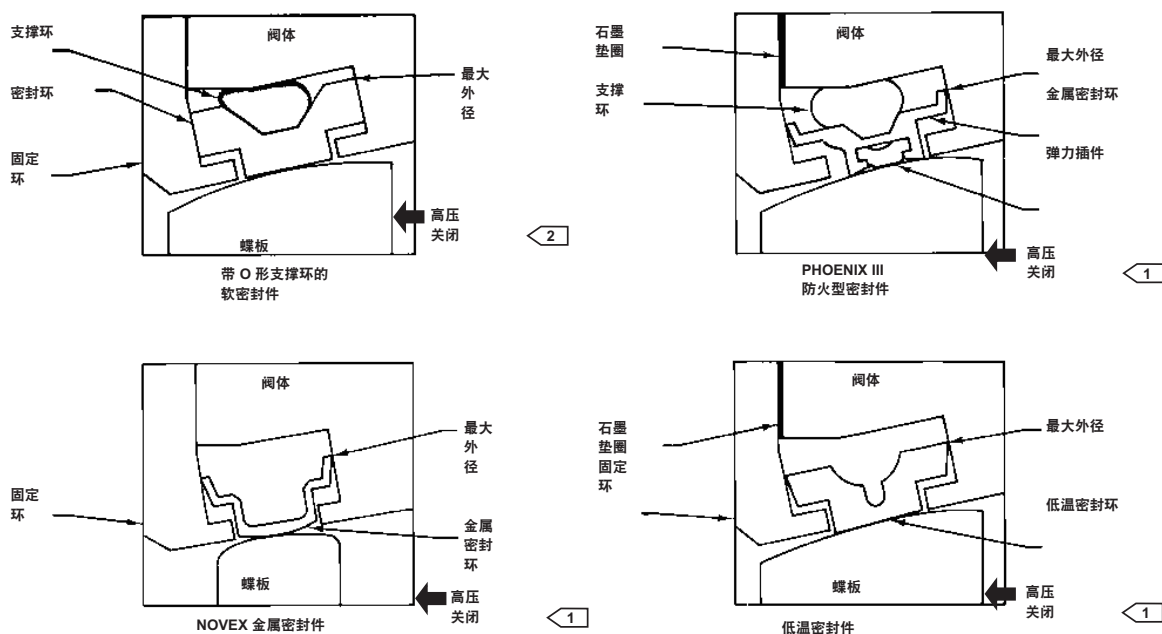 支撑环
阀体
密封环
最大
外
径
固定
环
高压
关闭
蝶板
2
带 O 形支撑环的
软密封件
石墨
垫圈
阀体
最大外径
支撑
环
金属密封环
弹力插件
高压
关闭
1
PHOENIX III
防火型密封件
阀体
最大
外
径
固定
环
金属
密封
环
蝶板
高压
关闭
1
NOVEX 金属密封件
阀体
石墨
垫圈
固定
环
最大外径
低温密封环
蝶板
高压
关闭
1
低温密封件